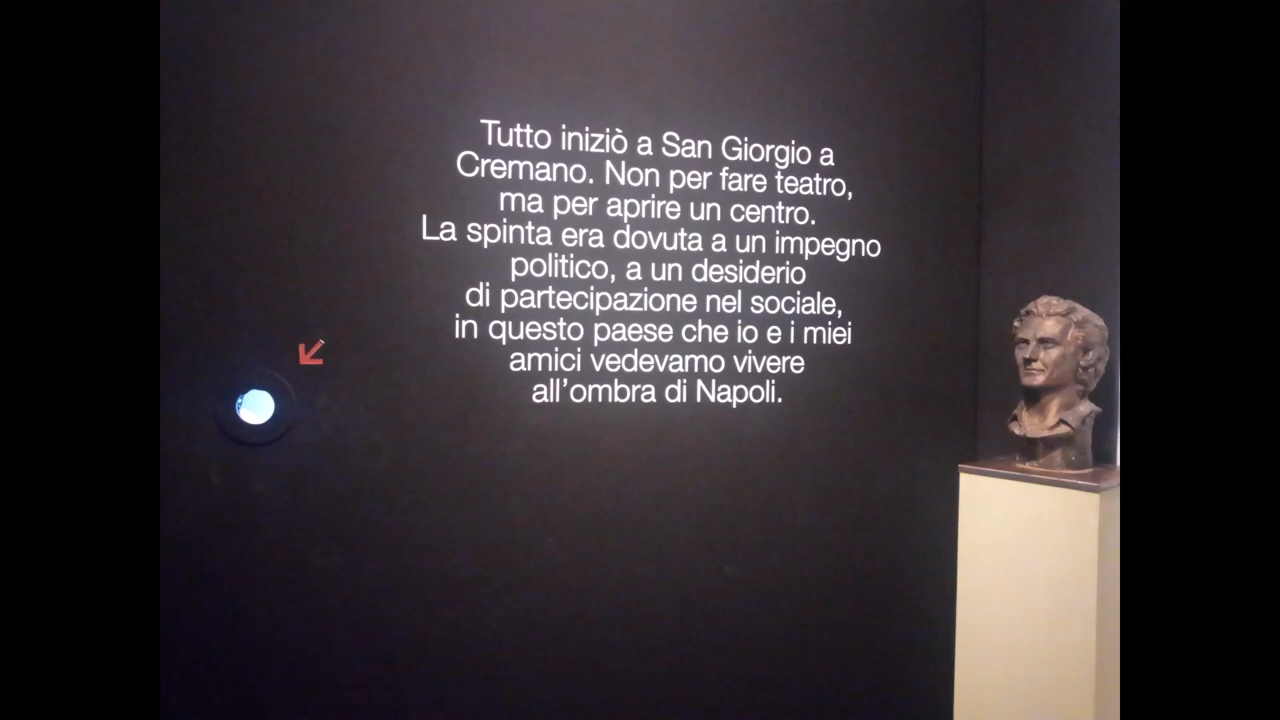 Tutto iniziò a San Giorgio a
Cremano. Non per fare teatro,
ma per aprire un centro.
La spinta era dovuta a un impegno
politico, a un desiderio
di partecipazione nel sociale,
in questo paese che io e i miei
amici vedevamo vivere
all’ombra di Napoli.